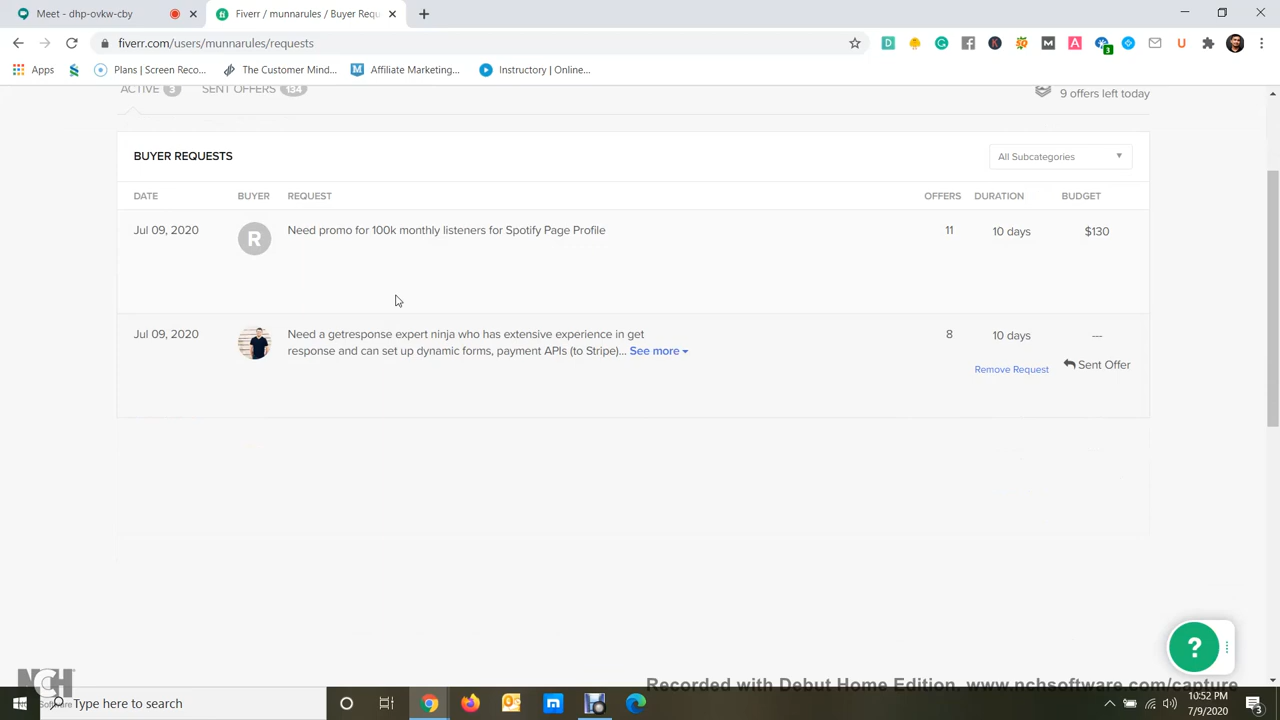 Meet - dhp-ovkw-cby
Fiverr / munnarules / Buyer Requ
fiverr.com/users/munnarules/requests
3
Apps
Plans | Screen Reco...
The Customer Mind...
Affiliate Marketing...
Instructory | Online...
ACTIVE 3 SENT OFFERS 134
9 offers left today
BUYER REQUESTS
All Subcategories
DATE BUYER REQUEST OFFERS DURATION BUDGET
Jul 09, 2020 R Need promo for 100k monthly listeners for Spotify Page Profile 11 10 days $130
Jul 09, 2020 Need a getresponse expert ninja who has extensive experience in get 8 10 days ---
response and can set up dynamic forms, payment APIs (to Stripe)... See more
Remove Request Sent Offer
?
NCH Software
Recorded with Debut Home Edition. www.nchsoftware.com/capture
Type here to search
10:52 PM
7/9/2020
3